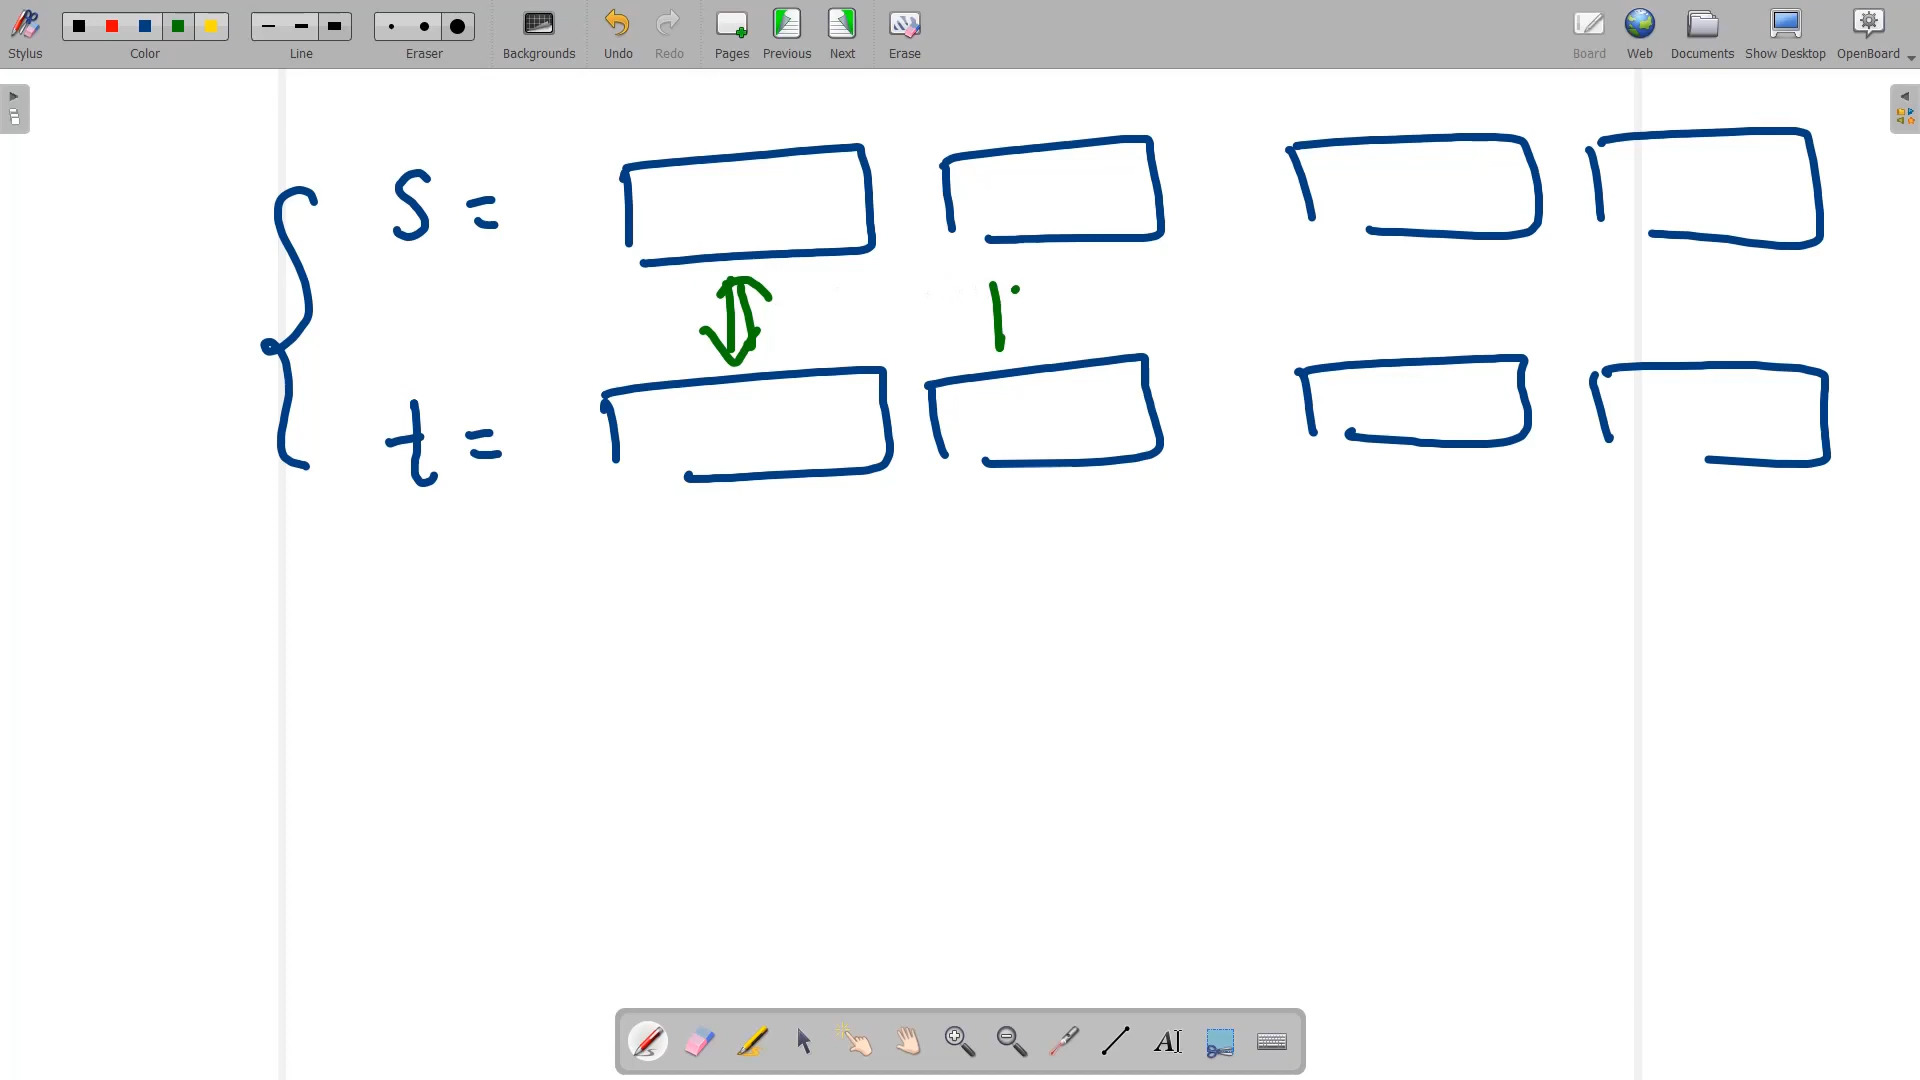 Stylus Color Line Eraser Backgrounds Undo Redo Pages Previous Next Erase Board Web Documents Show Desktop OpenBoard
S =
t =